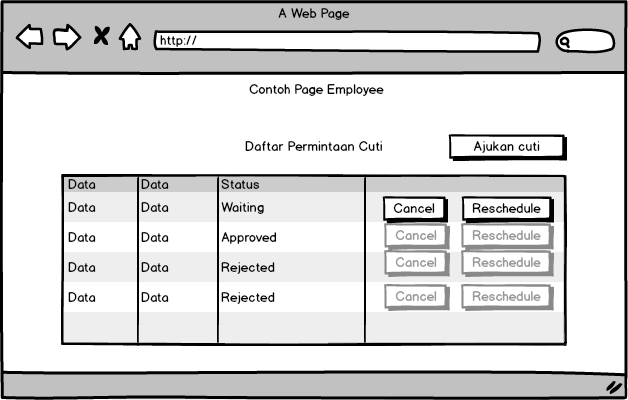 A Web Page
http://
Contoh Page Employee
Daftar Permintaan Cuti Ajukan cuti
Data Data Status
Data Data Waiting Cancel Reschedule
Data Data Approved Cancel Reschedule
Data Data Rejected Cancel Reschedule
Data Data Rejected Cancel Reschedule